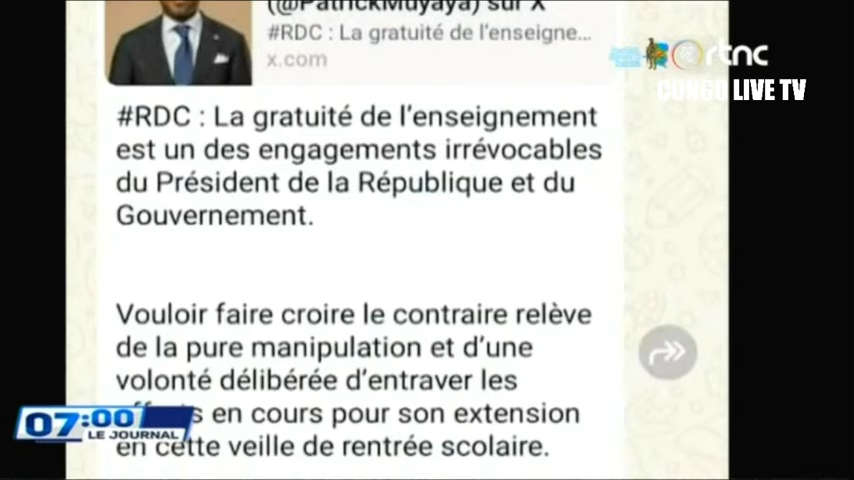 (@PatrickMuyaya) sur X
#RDC : La gratuité de l'enseigne...
x.com
rtnc
CONGO LIVE TV
#RDC : La gratuité de l'enseignement
est un des engagements irrévocables
du Président de la République et du
Gouvernement.
Vouloir faire croire le contraire relève
de la pure manipulation et d'une
volonté délibérée d'entraver les
en cours pour son extension
en cette veille de rentrée scolaire.
07:00
LE JOURNAL